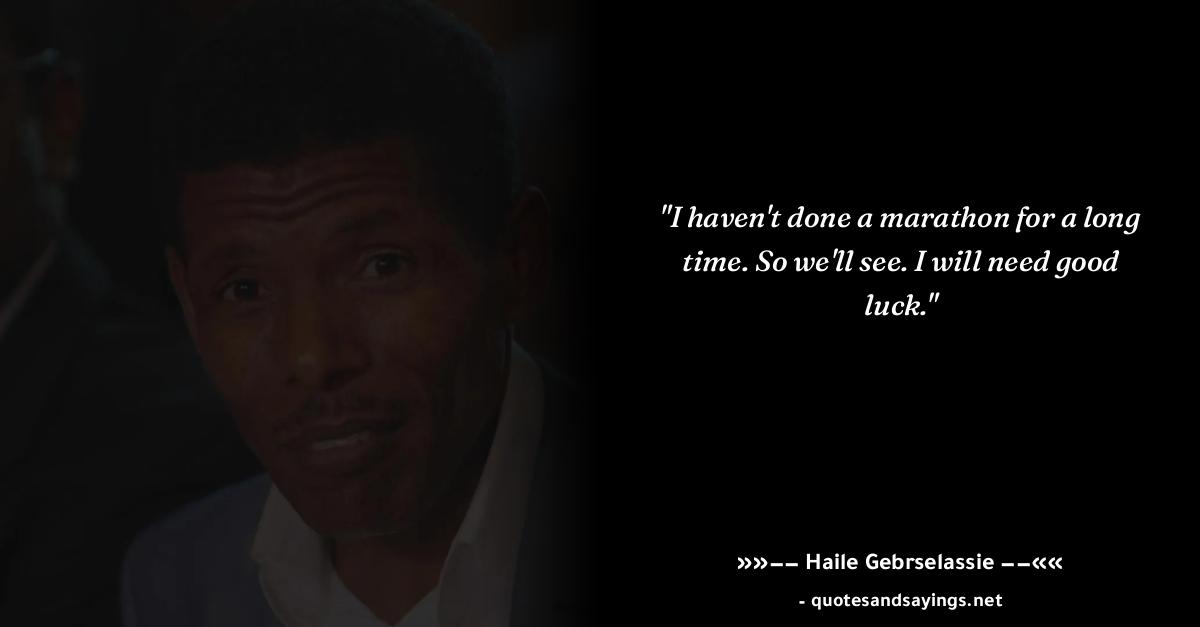 "I haven't done a marathon for a long
time. So we'll see. I will need good
luck."
»»−− Haile Gebrselassie −−««
- quotesandsayings.net